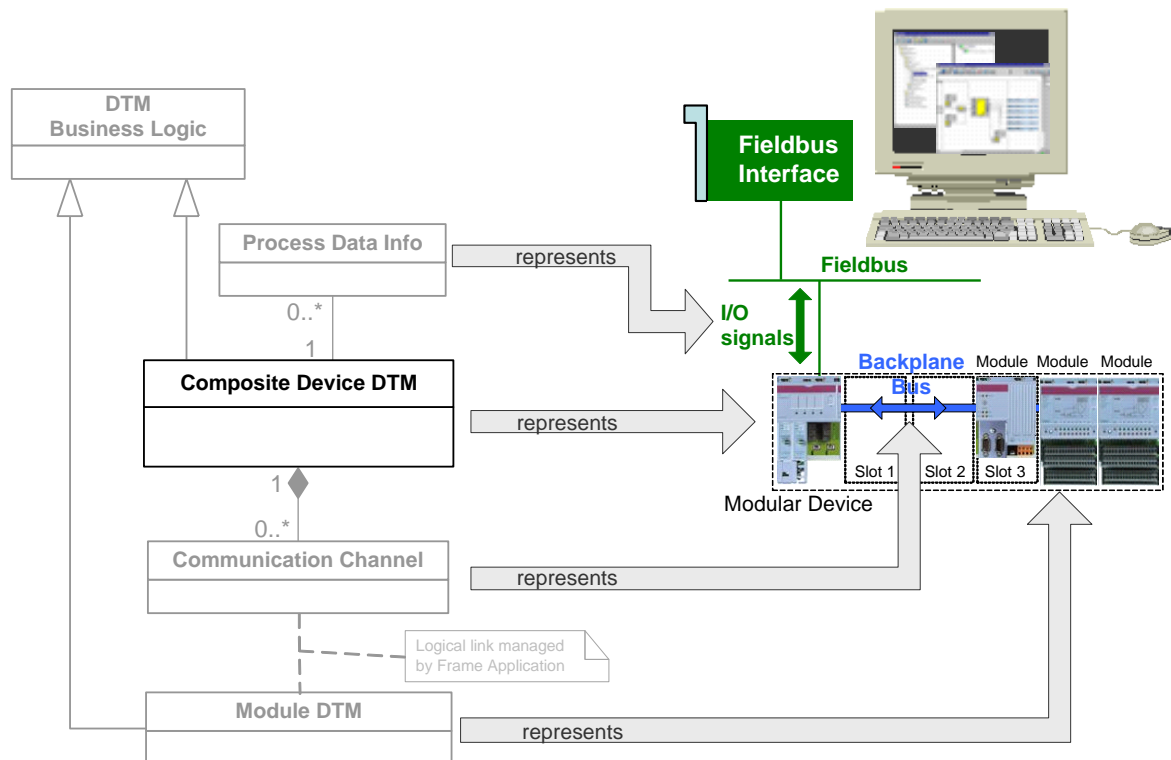 DTM
Business Logic
Fieldbus
Interface
Process Data Info
represents
Fieldbus
0..*
I/O
signals
1
Composite Device DTM
represents
Backplane
Bus
Module
Module
Module
Slot 1
Slot 2
Slot 3
Modular Device
1
0..*
Communication Channel
represents
Logical link managed
by Frame Application
Module DTM
represents